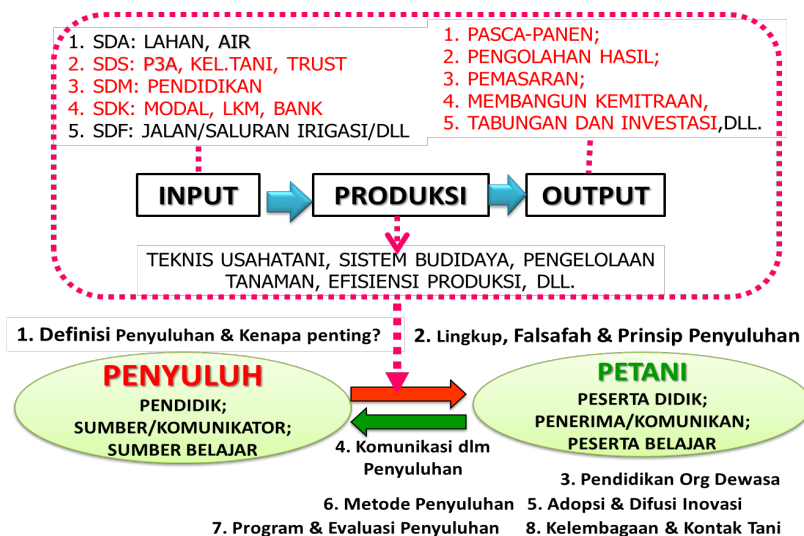 1. SDA: LAHAN, AIR
2. SDS: P3A, KEL.TANI, TRUST
3. SDM: PENDIDIKAN
4. SDK: MODAL, LKM, BANK
5. SDF: JALAN/SALURAN IRIGASI/DLL
1. PASCA-PANEN;
2. PENGOLAHAN HASIL;
3. PEMASARAN;
4. MEMBANGUN KEMITRAAN,
5. TABUNGAN DAN INVESTASI,DLL.
INPUT
PRODUKSI
OUTPUT
TEKNIS USAHATANI, SISTEM BUDIDAYA, PENGELOLAAN
TANAMAN, EFISIENSI PRODUKSI, DLL.
1. Definisi Penyuluhan & Kenapa penting?
2. Lingkup, Falsafah & Prinsip Penyuluhan
PENYULUH
PENDIDIK;
SUMBER/KOMUNIKATOR;
SUMBER BELAJAR
PETANI
PESERTA DIDIK;
PENERIMA/KOMUNIKAN;
PESERTA BELAJAR
4. Komunikasi dlm
Penyuluhan
3. Pendidikan Org Dewasa
6. Metode Penyuluhan
5. Adopsi & Difusi Inovasi
7. Program & Evaluasi Penyuluhan
8. Kelembagaan & Kontak Tani